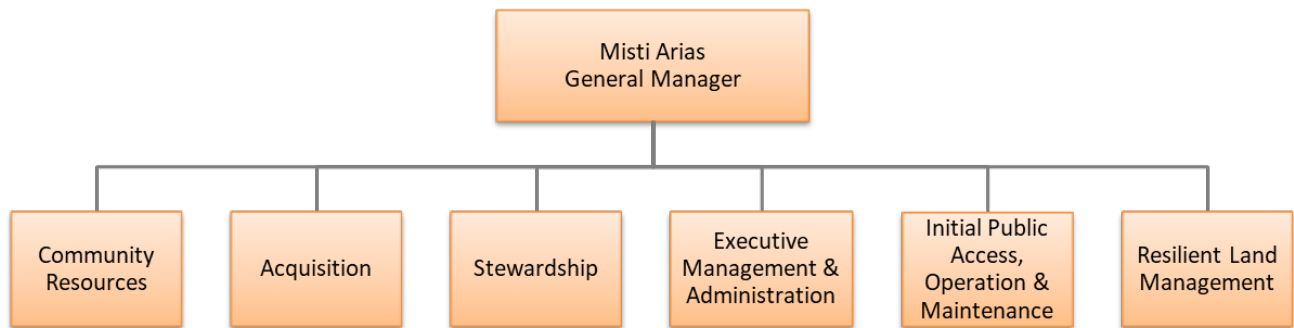 Misti Arias
General Manager
Community
Resources
Acquisition
Stewardship
Executive
Management &
Administration
Initial Public
Access,
Operation &
Maintenance
Resilient Land
Management